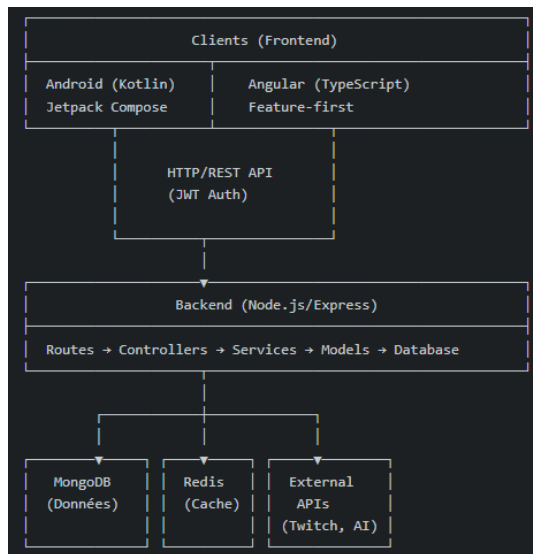 Clients (Frontend)
Android (Kotlin) Angular (TypeScript)
Jetpack Compose Feature-first
HTTP/REST API
(JWT Auth)
Backend (Node.js/Express)
Routes → Controllers → Services → Models → Database
MongoDB Redis External
(Données) (Cache) APIs
(Twitch, AI)